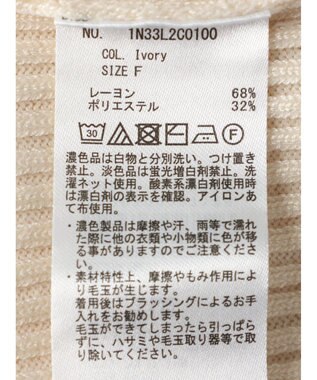 NO. 1N33L2C0100
COL. Ivory
SIZE F
レーヨン 68%
ポリエステル 32%
30
F
濃色品は白物と分別洗い。つけ置き
禁止。淡色品は蛍光増白剤禁止。洗
濯ネット使用。酸素系漂白剤使用時
は漂白剤の表示を確認。アイロンあ
て布使用。
・濃色製品は摩擦や汗、雨等で濡れ
た際に他の衣類や小物類に色が移
る事がありますのでご注意くださ
い。
・素材特性上、摩擦やもみ作用によ
り毛玉が生じます。
着用後はブラッシングによるお手
入れをお勧めします。
毛玉ができてしまったら引っぱら
ずに、ハサミや毛玉取り器等で取
り除いてください。